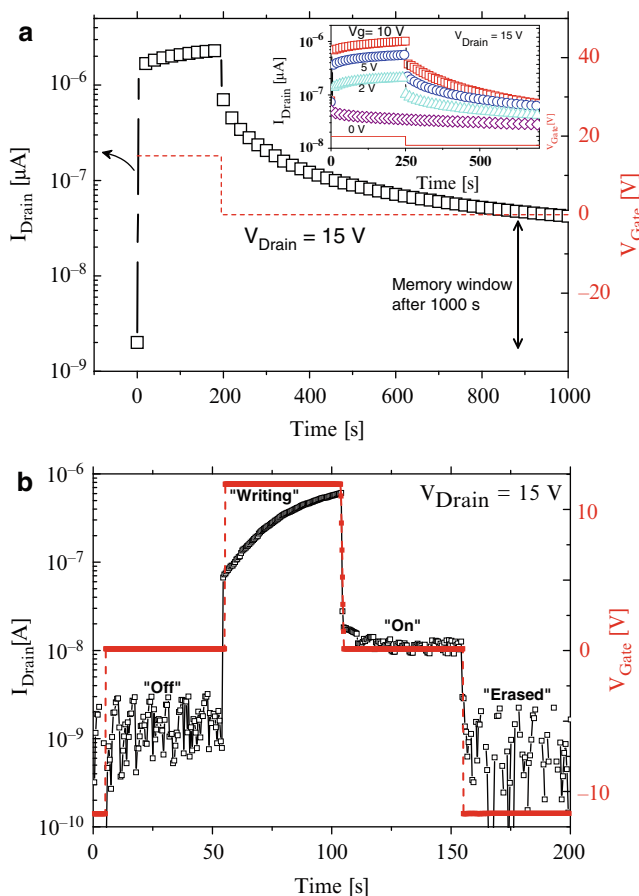 a
I_Drain [µA]
10^-6
10^-7
10^-8
10^-9
V_Drain = 15 V
Memory window
after 1000 s
40
20
0
−20
V_Gate [V]
0 200 400 600 800 1000
Time [s]
I_Drain [µA]
10^-6
10^-7
10^-8
Vg= 10 V
V_Drain = 15 V
5 V
2 V
0 V
V_Gate[V]
0 250 500
Time [s]
b
I_Drain[A]
10^-6
10^-7
10^-8
10^-9
10^-10
"Writing"
V_Drain = 15 V
"On"
"Off"
"Erased"
10
0
−10
V_Gate [V]
0 50 100 150 200
Time [s]